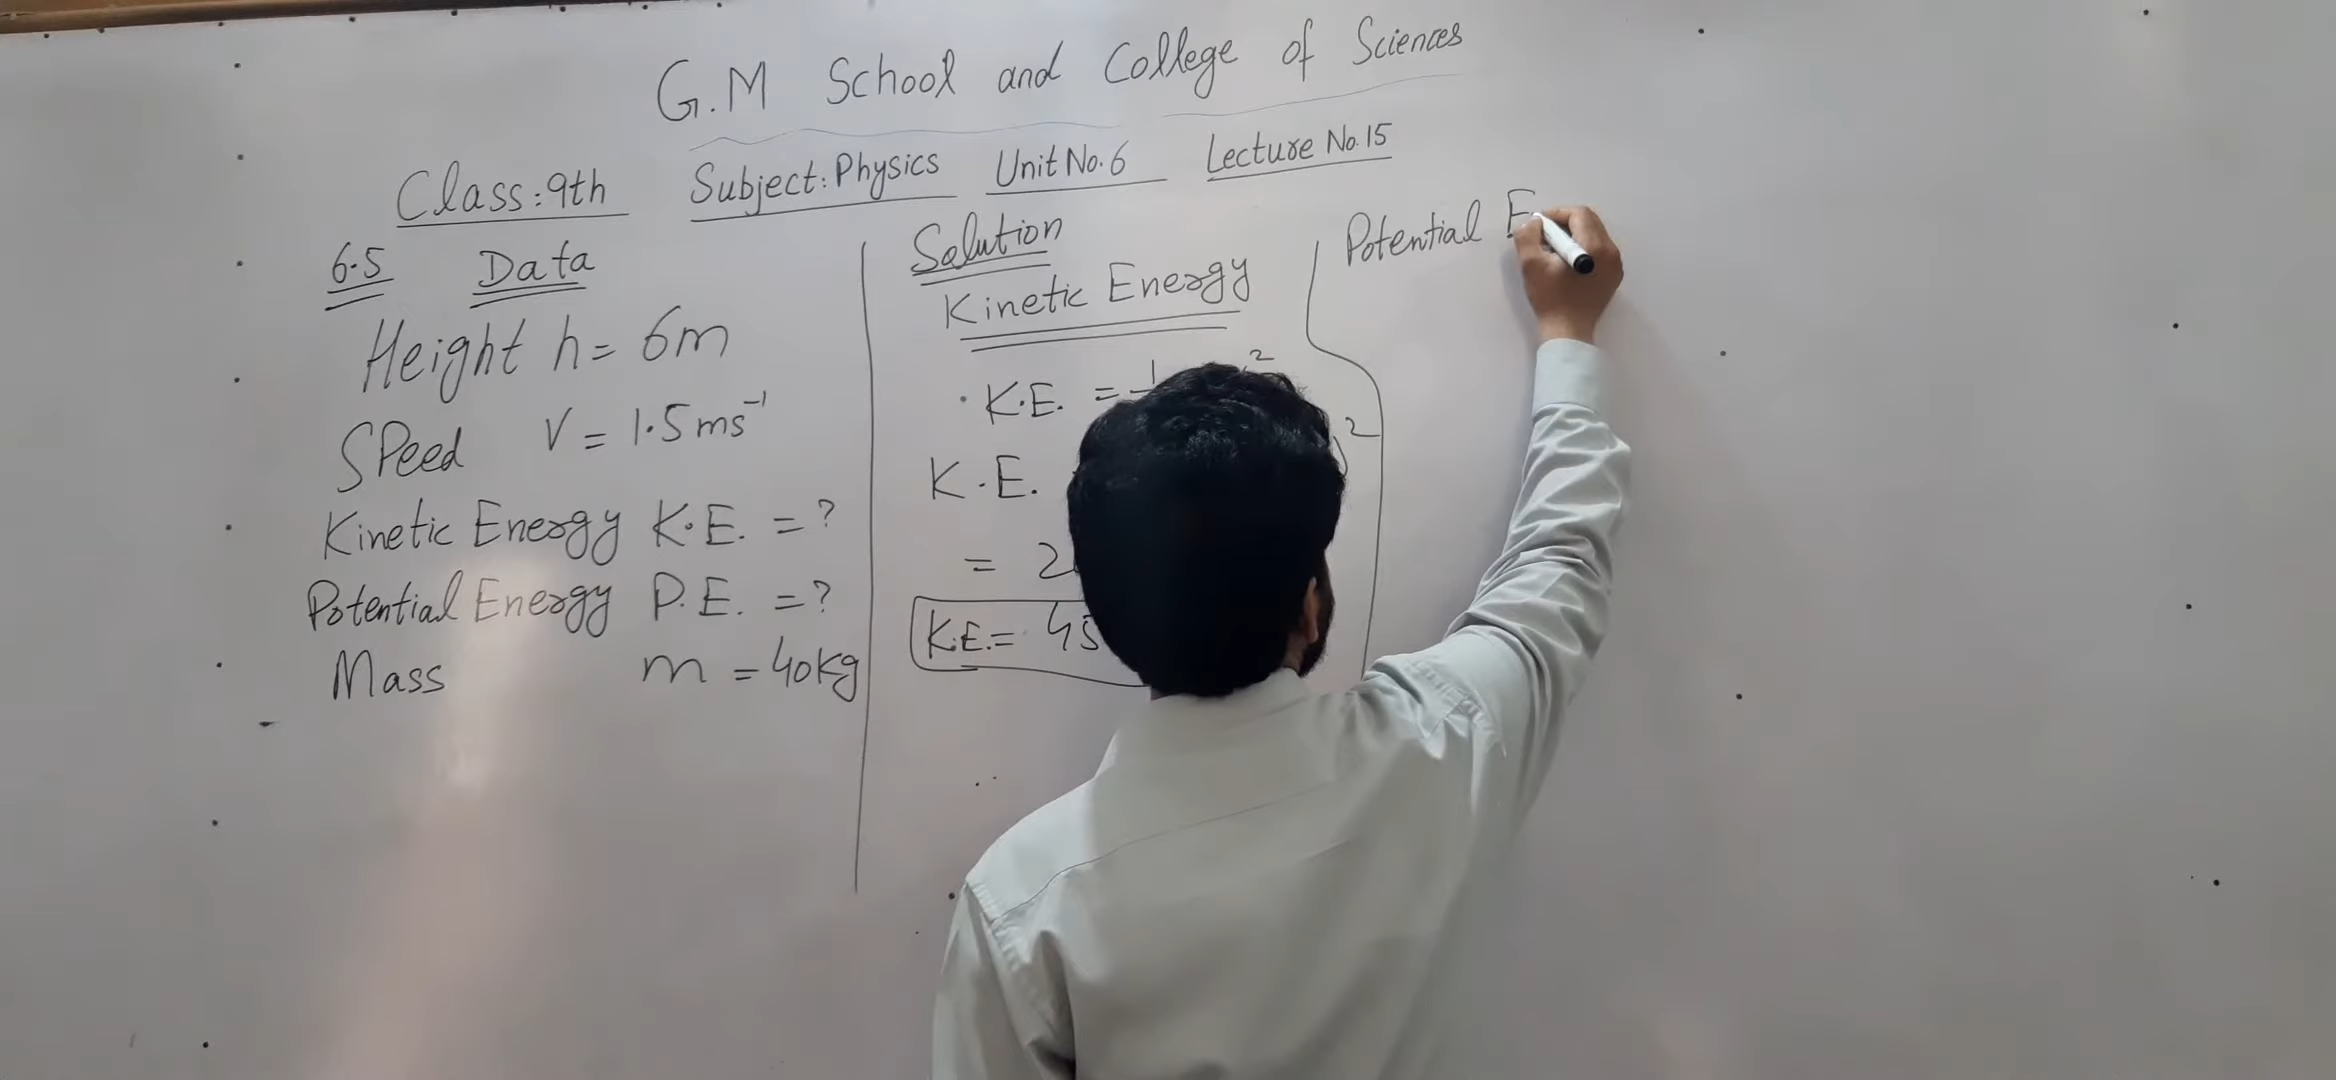 G.M School and College of Sciences
Class: 9th Subject: Physics Unit No. 6 Lecture No. 15
6.5 Data
Height h = 6m
Speed V = 1.5 ms⁻¹
Kinetic Energy K.E. = ?
Potential Energy P.E. = ?
Mass m = 40kg
Solution
Kinetic Energy
K.E. = 1 2
K.E. 2
= 2
K.E. = 45
Potential E